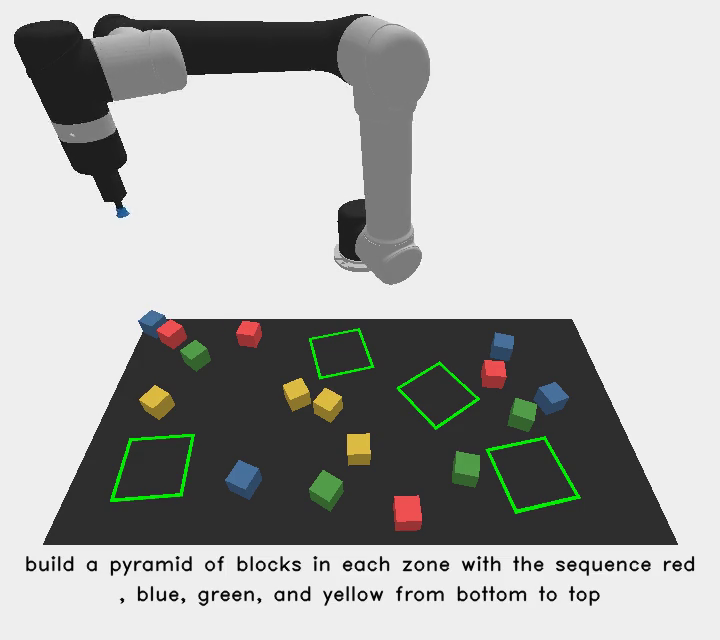 build a pyramid of blocks in each zone with the sequence red
, blue, green, and yellow from bottom to top